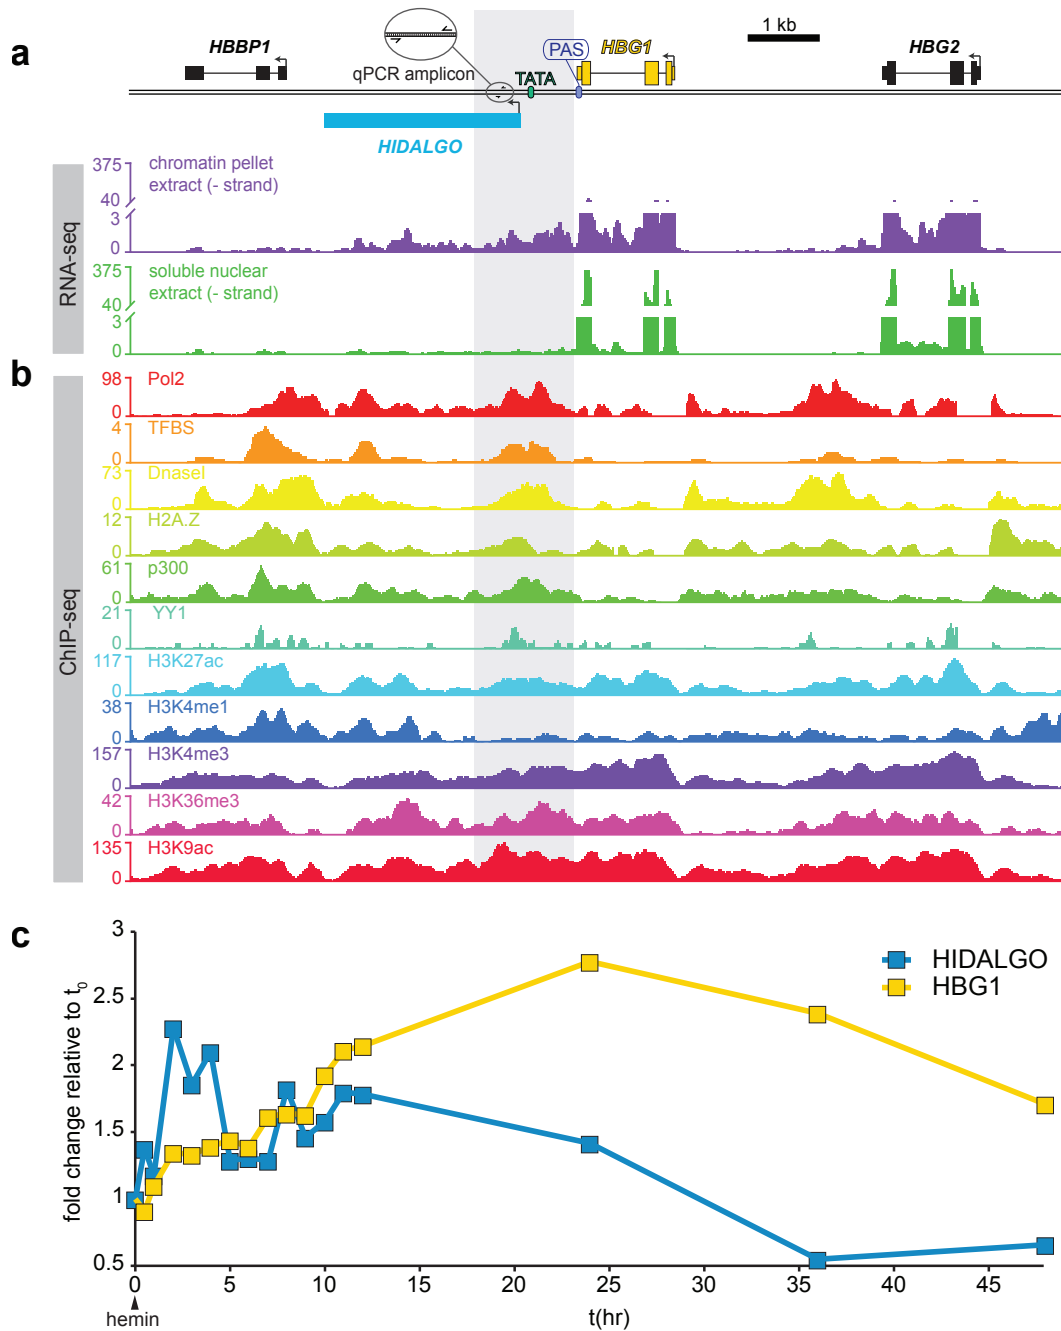 a
HBBP1
qPCR amplicon
TATA
PAS
HBG1
1 kb
HBG2
HIDALGO
RNA-seq
375
40
3
0
chromatin pellet
extract (- strand)
375
40
3
0
soluble nuclear
extract (- strand)
b
ChIP-seq
98
0
Pol2
4
0
TFBS
73
0
DnaseI
12
0
H2A.Z
61
0
p300
21
0
YY1
117
0
H3K27ac
38
0
H3K4me1
157
0
H3K4me3
42
0
H3K36me3
135
0
H3K9ac
c
fold change relative to t0
3
2.5
2
1.5
1
0.5
HIDALGO
HBG1
0 5 10 15 20 25 30 35 40 45
hemin
t(hr)